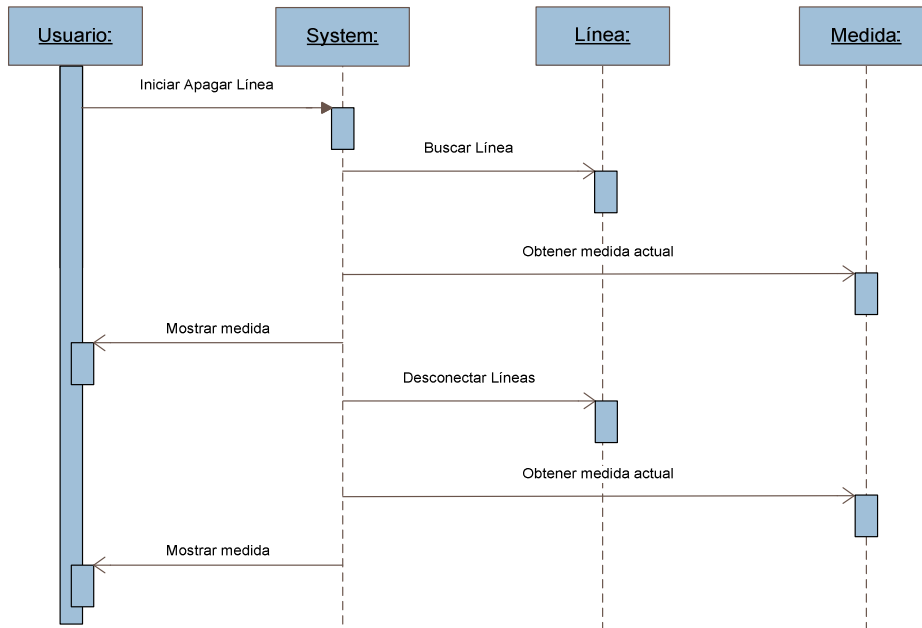 Usuario:
System:
Línea:
Medida:
Iniciar Apagar Línea
Buscar Línea
Obtener medida actual
Mostrar medida
Desconectar Líneas
Obtener medida actual
Mostrar medida